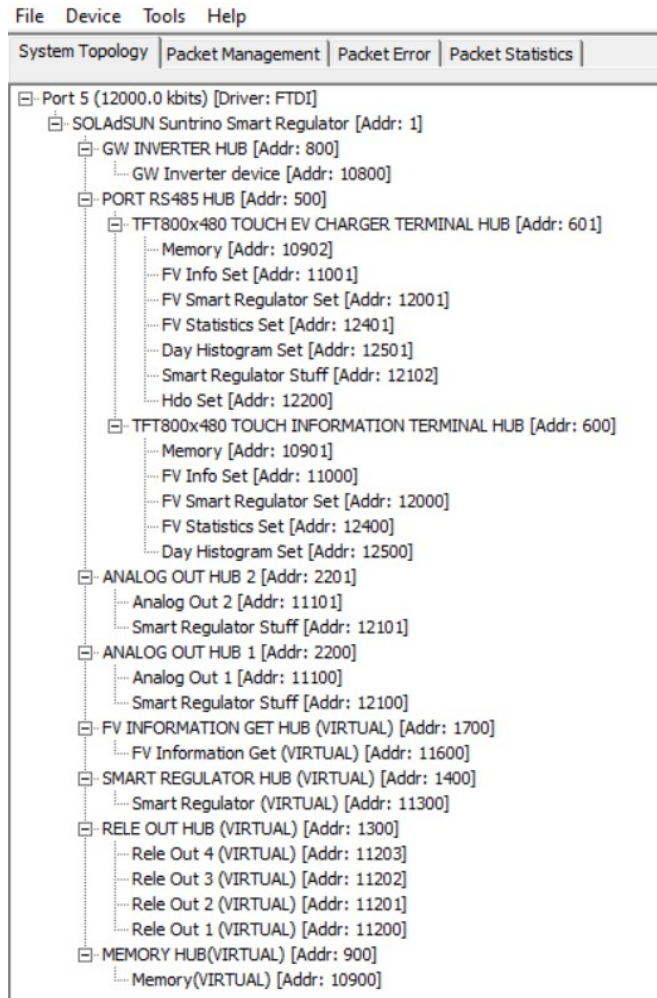 File Device Tools Help
System Topology Packet Management Packet Error Packet Statistics
Port 5 (12000.0 kbits) [Driver: FTDI]
SOLAdSUN Suntrino Smart Regulator [Addr: 1]
GW INVERTER HUB [Addr: 800]
GW Inverter device [Addr: 10800]
PORT RS485 HUB [Addr: 500]
TFT800x480 TOUCH EV CHARGER TERMINAL HUB [Addr: 601]
Memory [Addr: 10902]
FV Info Set [Addr: 11001]
FV Smart Regulator Set [Addr: 12001]
FV Statistics Set [Addr: 12401]
Day Histogram Set [Addr: 12501]
Smart Regulator Stuff [Addr: 12102]
Hdo Set [Addr: 12200]
TFT800x480 TOUCH INFORMATION TERMINAL HUB [Addr: 600]
Memory [Addr: 10901]
FV Info Set [Addr: 11000]
FV Smart Regulator Set [Addr: 12000]
FV Statistics Set [Addr: 12400]
Day Histogram Set [Addr: 12500]
ANALOG OUT HUB 2 [Addr: 2201]
Analog Out 2 [Addr: 11101]
Smart Regulator Stuff [Addr: 12101]
ANALOG OUT HUB 1 [Addr: 2200]
Analog Out 1 [Addr: 11100]
Smart Regulator Stuff [Addr: 12100]
FV INFORMATION GET HUB (VIRTUAL) [Addr: 1700]
FV Information Get (VIRTUAL) [Addr: 11600]
SMART REGULATOR HUB (VIRTUAL) [Addr: 1400]
Smart Regulator (VIRTUAL) [Addr: 11300]
RELE OUT HUB (VIRTUAL) [Addr: 1300]
Rele Out 4 (VIRTUAL) [Addr: 11203]
Rele Out 3 (VIRTUAL) [Addr: 11202]
Rele Out 2 (VIRTUAL) [Addr: 11201]
Rele Out 1 (VIRTUAL) [Addr: 11200]
MEMORY HUB(VIRTUAL) [Addr: 900]
Memory(VIRTUAL) [Addr: 10900]